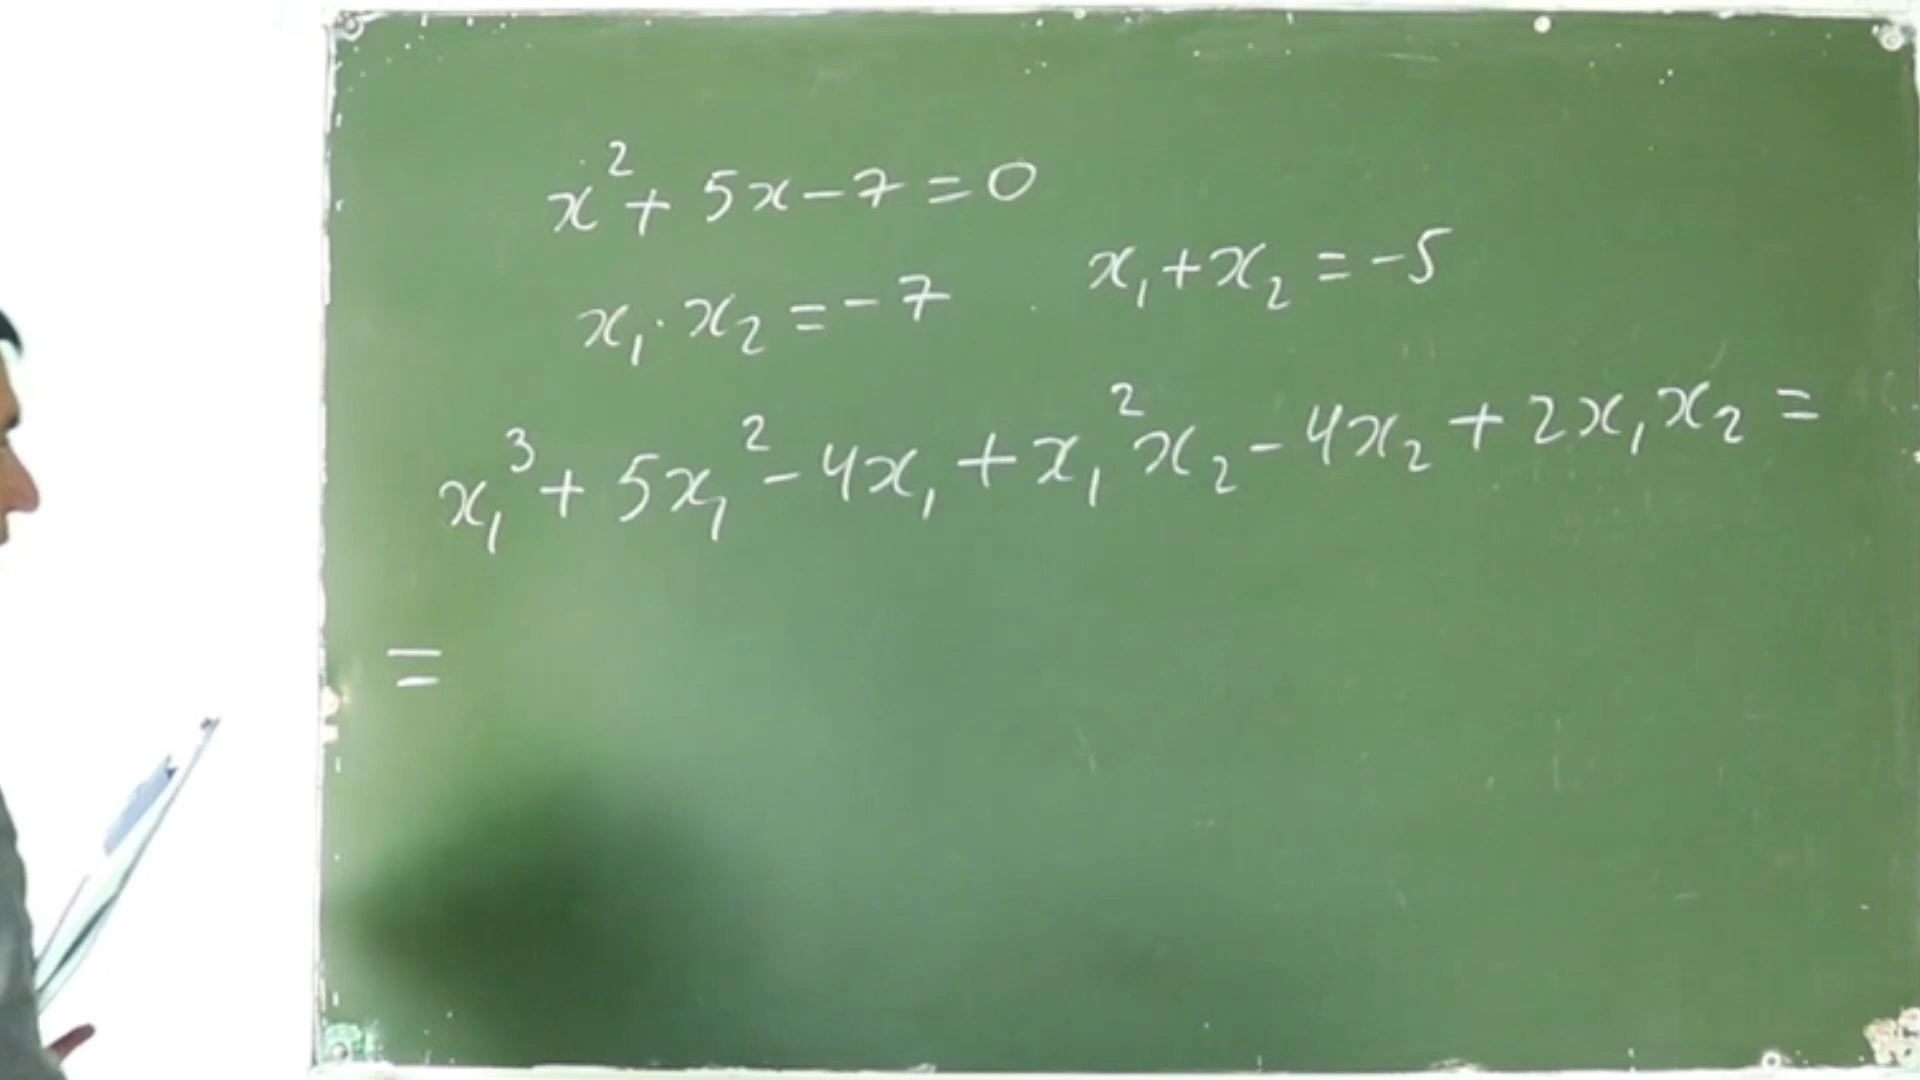 x² + 5x - 7 = 0
x₁ · x₂ = -7 x₁ + x₂ = -5
x₁³ + 5x₁² - 4x₁ + x₁²x₂ - 4x₂ + 2x₁x₂ =
=